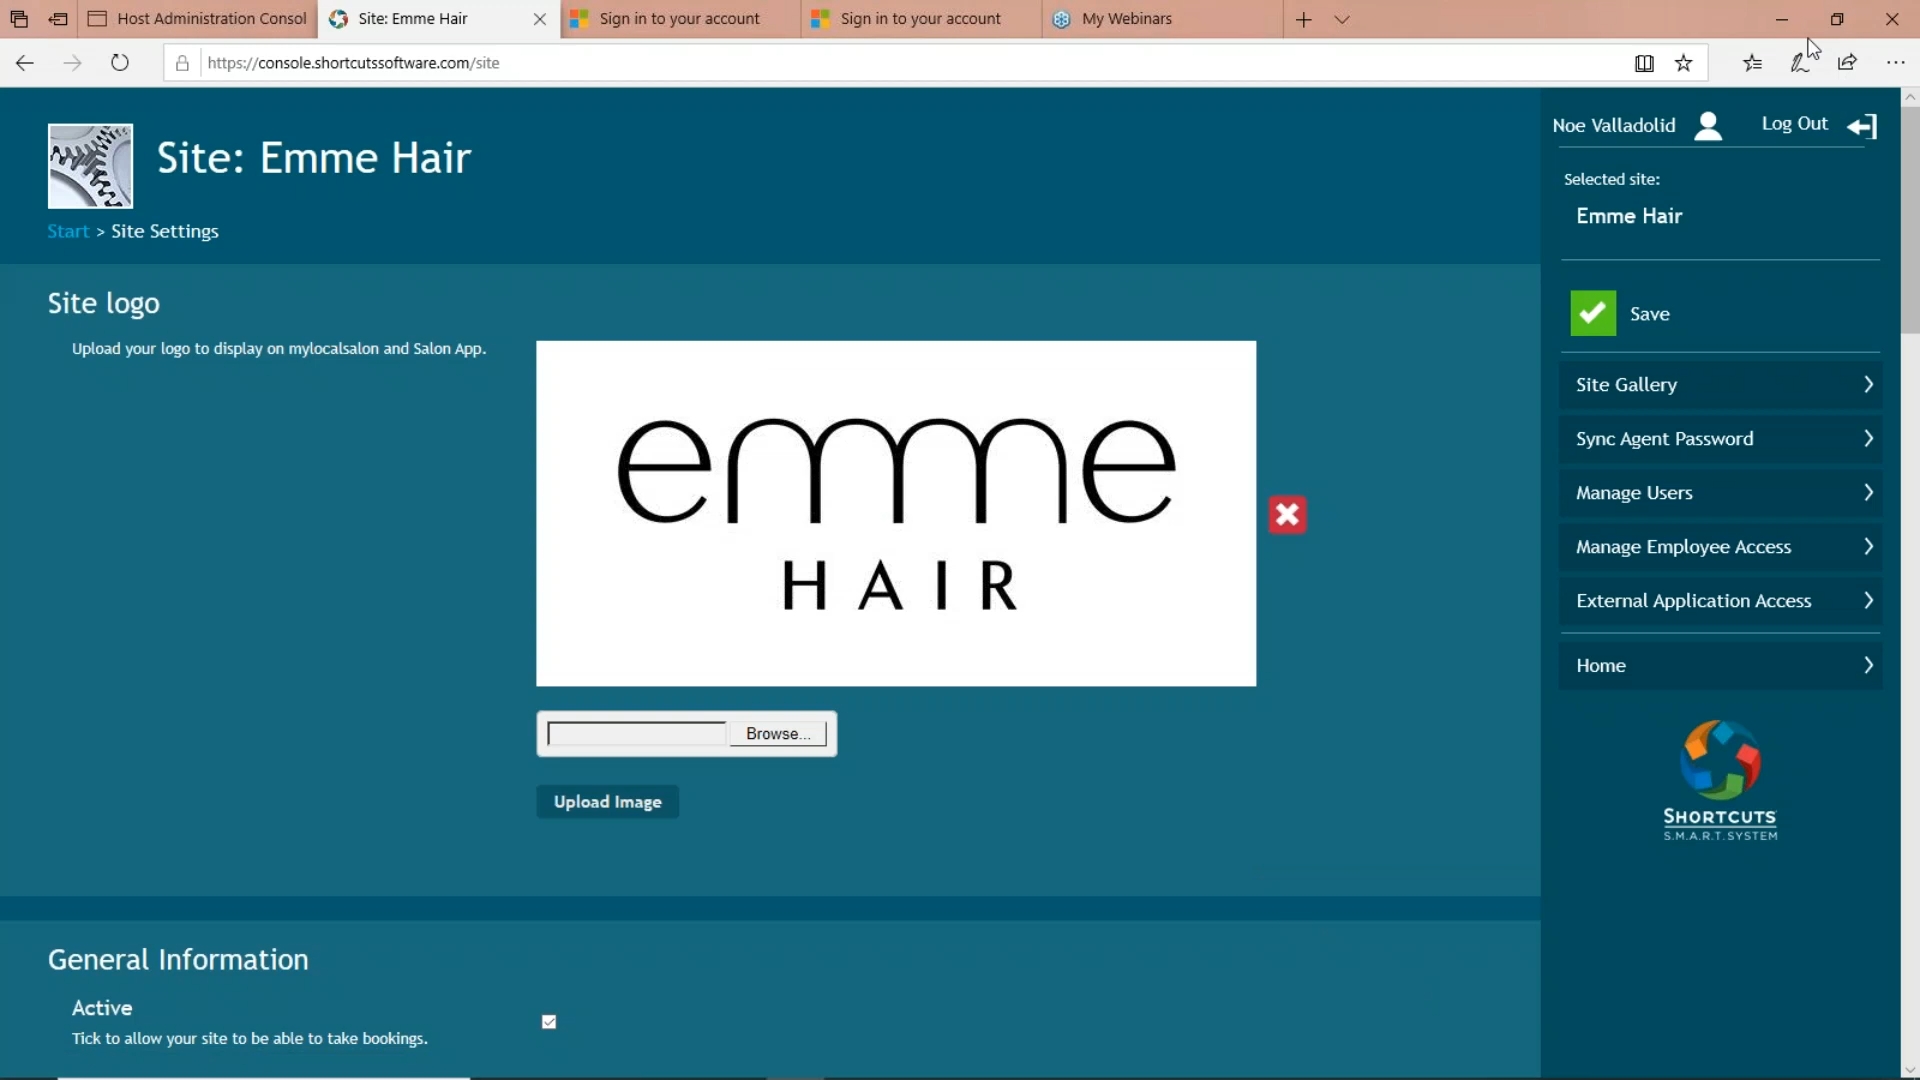 Host Administration Consol
Site: Emme Hair
Sign in to your account
Sign in to your account
My Webinars
https://console.shortcutssoftware.com/site
Site: Emme Hair
Start > Site Settings
Noe Valladolid
Log Out
Selected site:
Emme Hair
Save
Site Gallery
Sync Agent Password
Manage Users
Manage Employee Access
External Application Access
Home
SHORTCUTS
S.M.A.R.T. SYSTEM
Site logo
Upload your logo to display on mylocalsalon and Salon App.
emme
HAIR
Browse...
Upload Image
General Information
Active
Tick to allow your site to be able to take bookings.